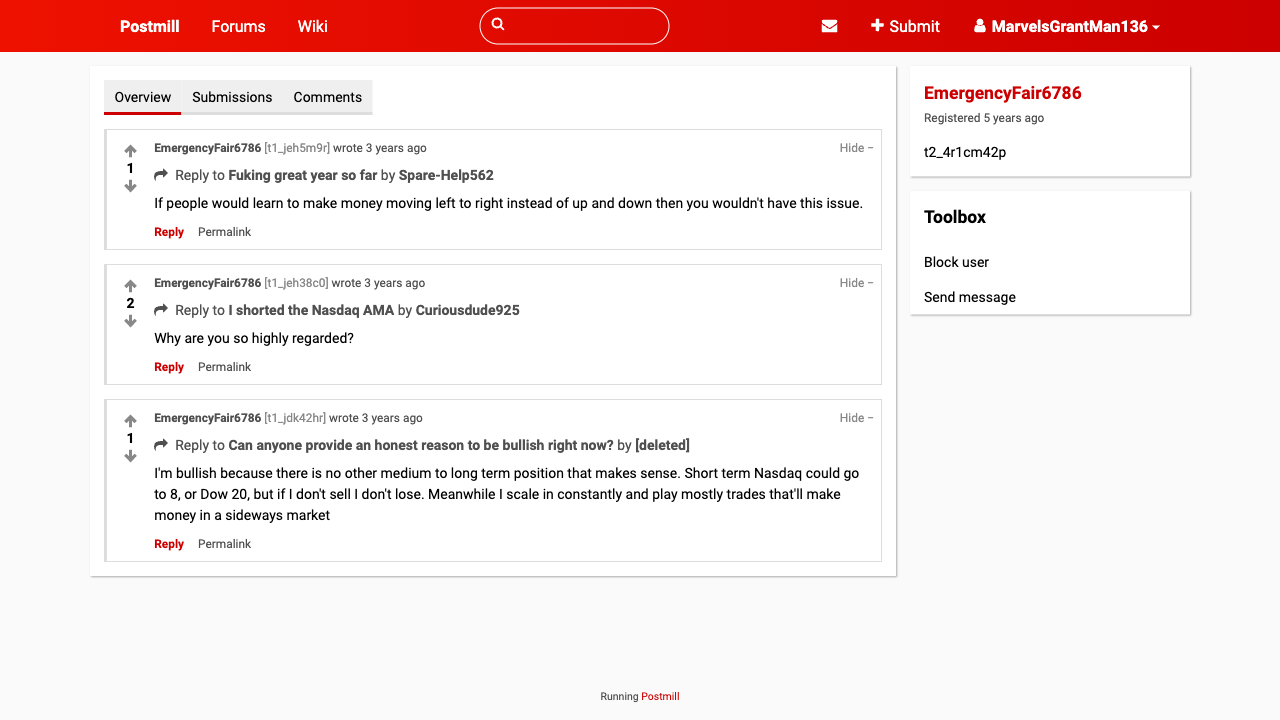 Postmill Forums Wiki Submit MarvelsGrantMan136
Overview Submissions Comments
EmergencyFair6786 [t1_jeh5m9r] wrote 3 years ago Hide −
1
Reply to Fuking great year so far by Spare-Help562
If people would learn to make money moving left to right instead of up and down then you wouldn't have this issue.
Reply Permalink
EmergencyFair6786 [t1_jeh38c0] wrote 3 years ago Hide −
2
Reply to I shorted the Nasdaq AMA by Curiousdude925
Why are you so highly regarded?
Reply Permalink
EmergencyFair6786 [t1_jdk42hr] wrote 3 years ago Hide −
1
Reply to Can anyone provide an honest reason to be bullish right now? by [deleted]
I'm bullish because there is no other medium to long term position that makes sense. Short term Nasdaq could go
to 8, or Dow 20, but if I don't sell I don't lose. Meanwhile I scale in constantly and play mostly trades that'll make
money in a sideways market
Reply Permalink
EmergencyFair6786
Registered 5 years ago
t2_4r1cm42p
Toolbox
Block user
Send message
Running Postmill